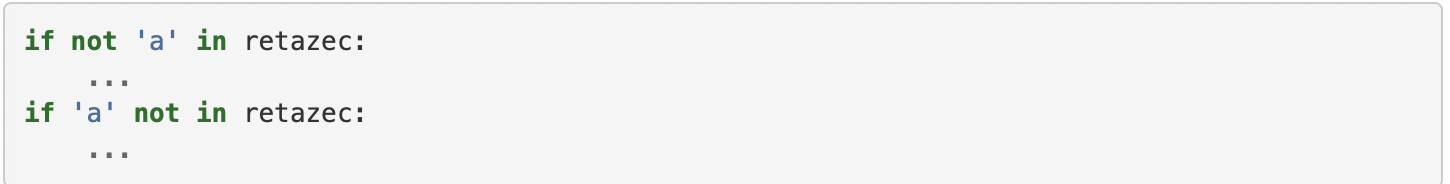 if not 'a' in retazec:
    ...
if 'a' not in retazec:
    ...